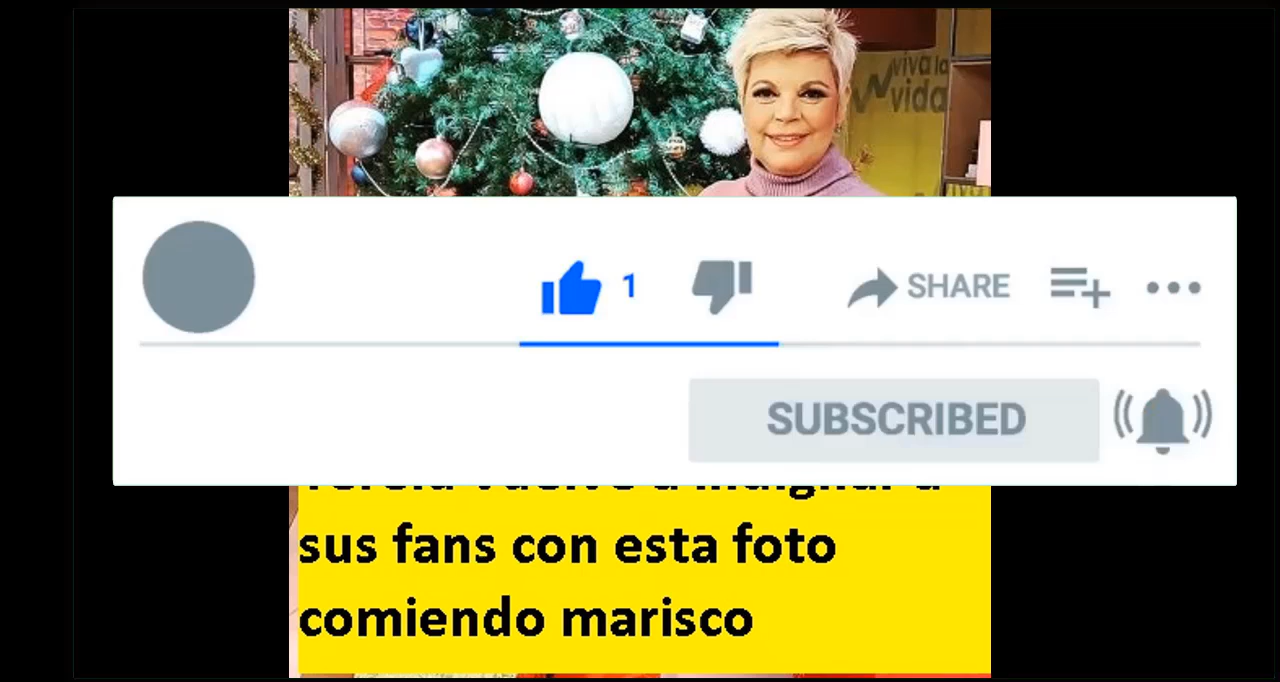 viva la
vida
1
SHARE
SUBSCRIBED
sus fans con esta foto
comiendo marisco